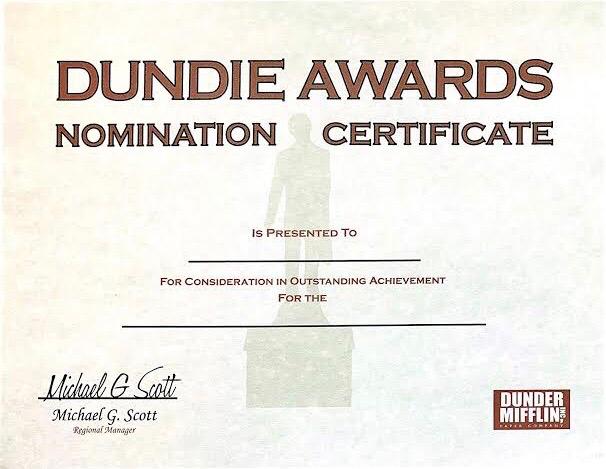 DUNDIE AWARDS
NOMINATION CERTIFICATE
IS PRESENTED TO
FOR CONSIDERATION IN OUTSTANDING ACHIEVEMENT
FOR THE
Michael G Scott
Michael G. Scott
Regional Manager
DUNDER
MIFFLIN INC
PAPER COMPANY